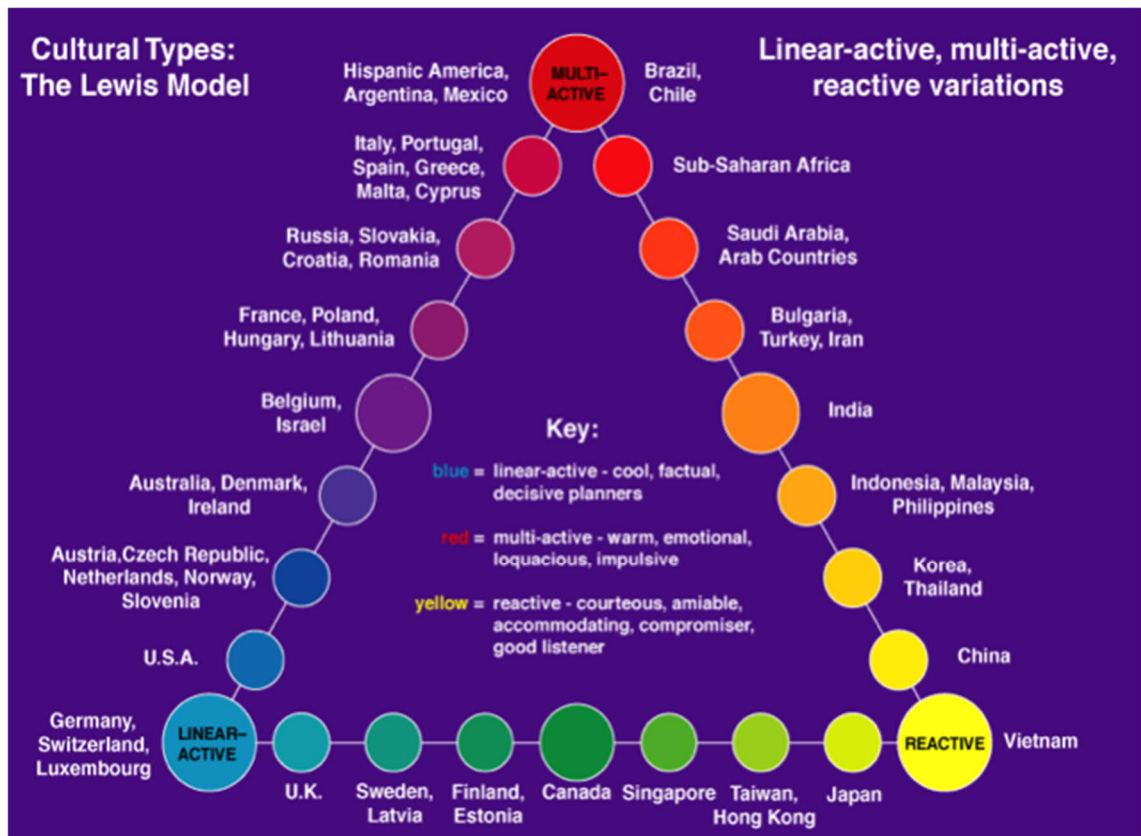 Cultural Types:
The Lewis Model
Linear-active, multi-active,
reactive variations
MULTI–
ACTIVE
Hispanic America,
Argentina, Mexico
Brazil,
Chile
Italy, Portugal,
Spain, Greece,
Malta, Cyprus
Sub-Saharan Africa
Russia, Slovakia,
Croatia, Romania
Saudi Arabia,
Arab Countries
France, Poland,
Hungary, Lithuania
Bulgaria,
Turkey, Iran
Belgium,
Israel
India
Key:
blue = linear-active - cool, factual,
decisive planners
red = multi-active - warm, emotional,
loquacious, impulsive
yellow = reactive - courteous, amiable,
accommodating, compromiser,
good listener
Australia, Denmark,
Ireland
Indonesia, Malaysia,
Philippines
Austria,Czech Republic,
Netherlands, Norway,
Slovenia
Korea,
Thailand
U.S.A.
China
Germany,
Switzerland,
Luxembourg
LINEAR–
ACTIVE
REACTIVE
Vietnam
U.K.
Sweden,
Latvia
Finland,
Estonia
Canada
Singapore
Taiwan,
Hong Kong
Japan